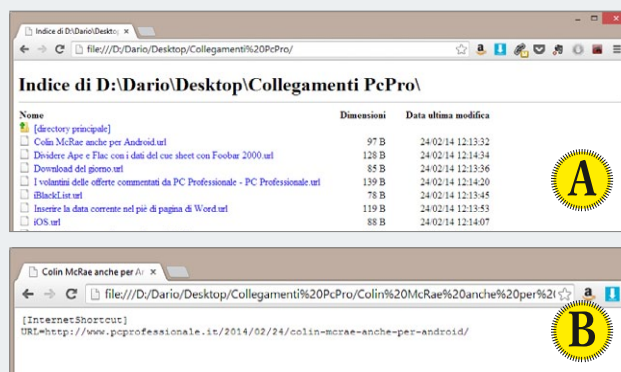 Indice di D:\Dario\Deskto
file:///D:/Dario/Desktop/Collegamenti%20PcPro/
Indice di D:\Dario\Desktop\Collegamenti PcPro\
Nome Dimensioni Data ultima modifica
[directory principale]
Colin McRae anche per Android.url 97 B 24/02/14 12:13:32
Dividere Ape e Flac con i dati del cue sheet con Foobar 2000.url 128 B 24/02/14 12:14:34
Download del giorno.url 85 B 24/02/14 12:13:36
I volantini delle offerte commentati da PC Professionale - PC Professionale.url 139 B 24/02/14 12:14:20
iBlackList.url 78 B 24/02/14 12:13:45
Inserire la data corrente nel piè di pagina di Word.url 119 B 24/02/14 12:13:53
iOS.url 88 B 24/02/14 12:14:07
A
Colin McRae anche per Ar
file:///D:/Dario/Desktop/Collegamenti%20PcPro/Colin%20McRae%20anche%20per%2
[InternetShortcut]
URL=http://www.pcprofessionale.it/2014/02/24/colin-mcrae-anche-per-android/
B